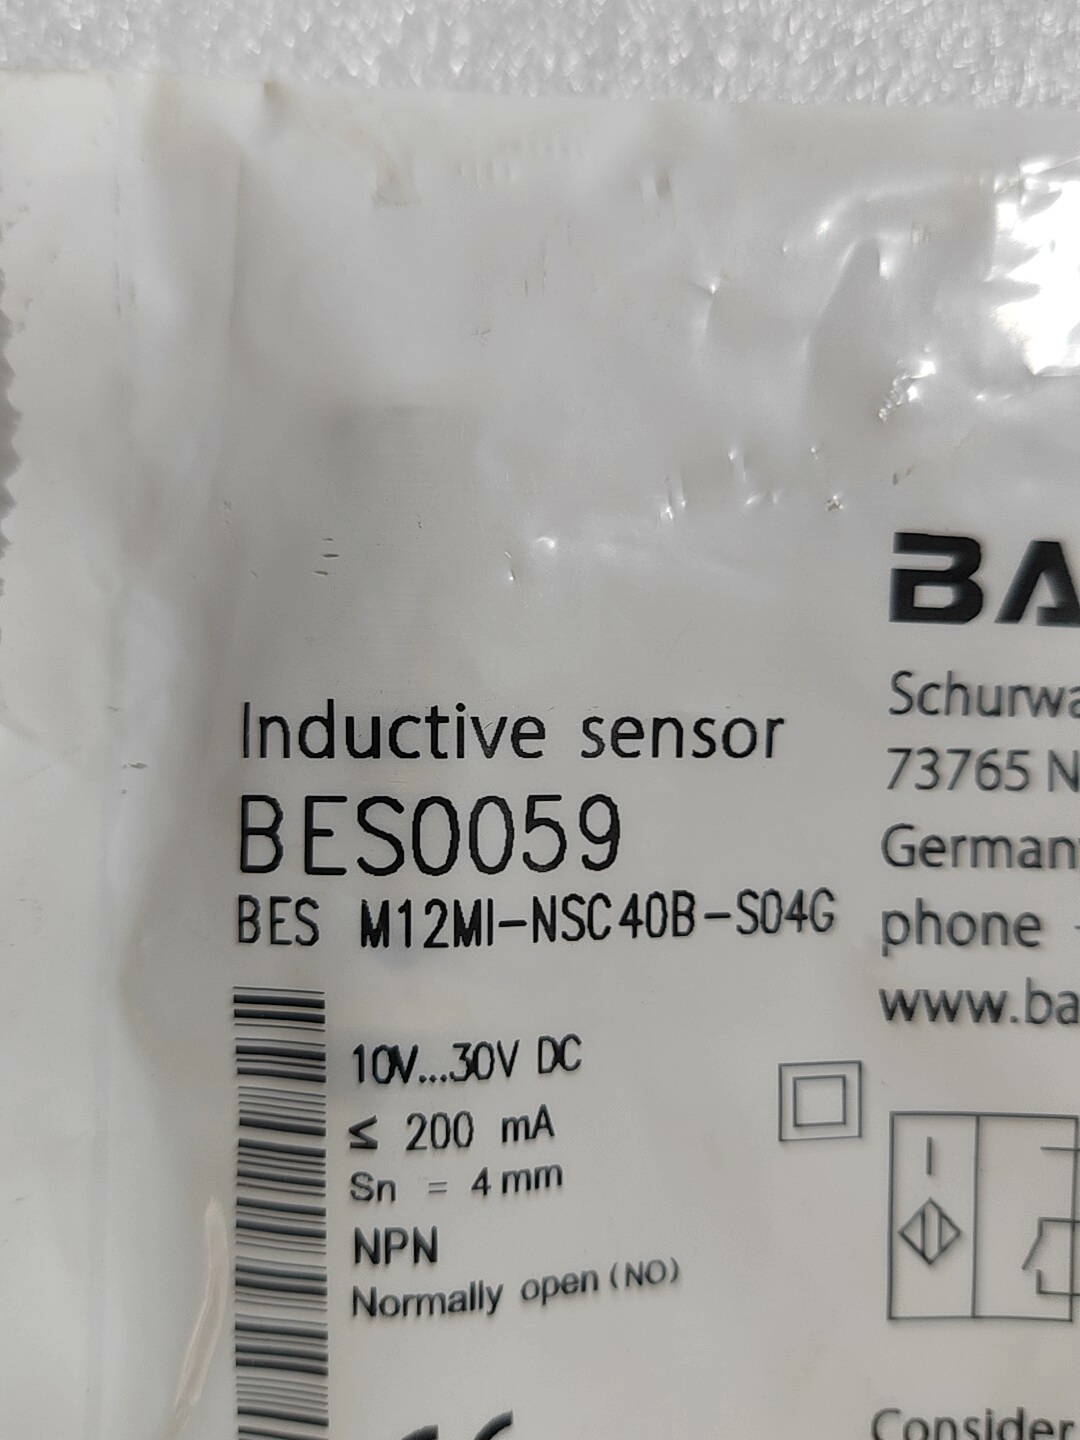 Inductive sensor
BES0059
BES M12MI-NSC40B-S04G
10V...30V DC
≤ 200 mA
Sn = 4 mm
NPN
Normally open (NO)
BA
Schurwa
73765 N
German
phone
www.ba
Consider
CE